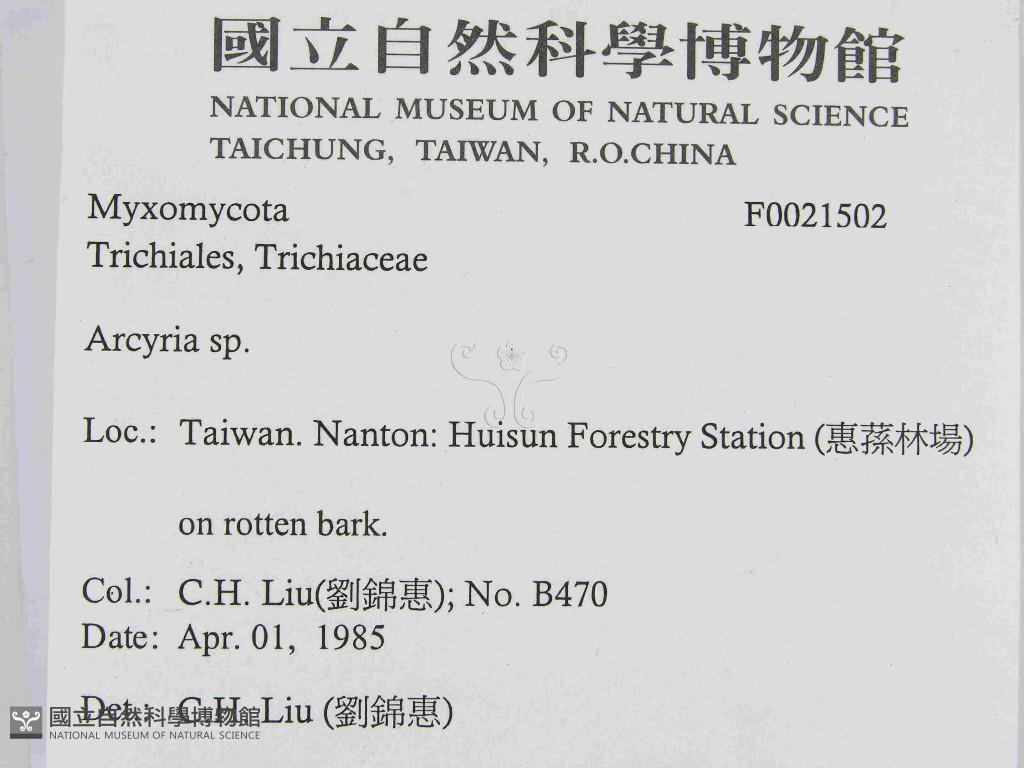 國立自然科學博物館
NATIONAL MUSEUM OF NATURAL SCIENCE
TAICHUNG, TAIWAN, R.O.CHINA
Myxomycota F0021502
Trichiales, Trichiaceae
Arcyria sp.
Loc.: Taiwan. Nanton: Huisun Forestry Station (惠蓀林場)
on rotten bark.
Col.: C.H. Liu(劉錦惠); No. B470
Date: Apr. 01, 1985
Det.: C.H. Liu (劉錦惠)
國立自然科學博物館
NATIONAL MUSEUM OF NATURAL SCIENCE